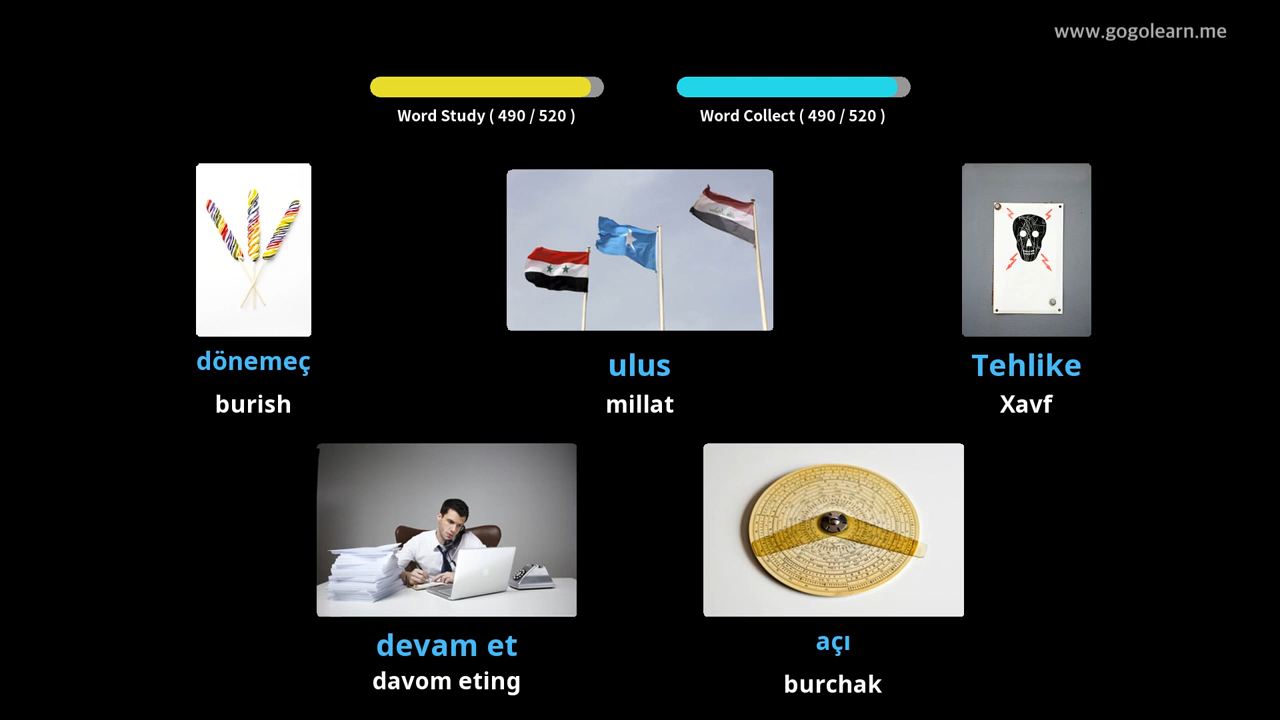 www.gogolearn.me
Word Study ( 490 / 520 )
Word Collect ( 490 / 520 )
dönemeç
burish
ulus
millat
Tehlike
Xavf
devam et
davom eting
açı
burchak